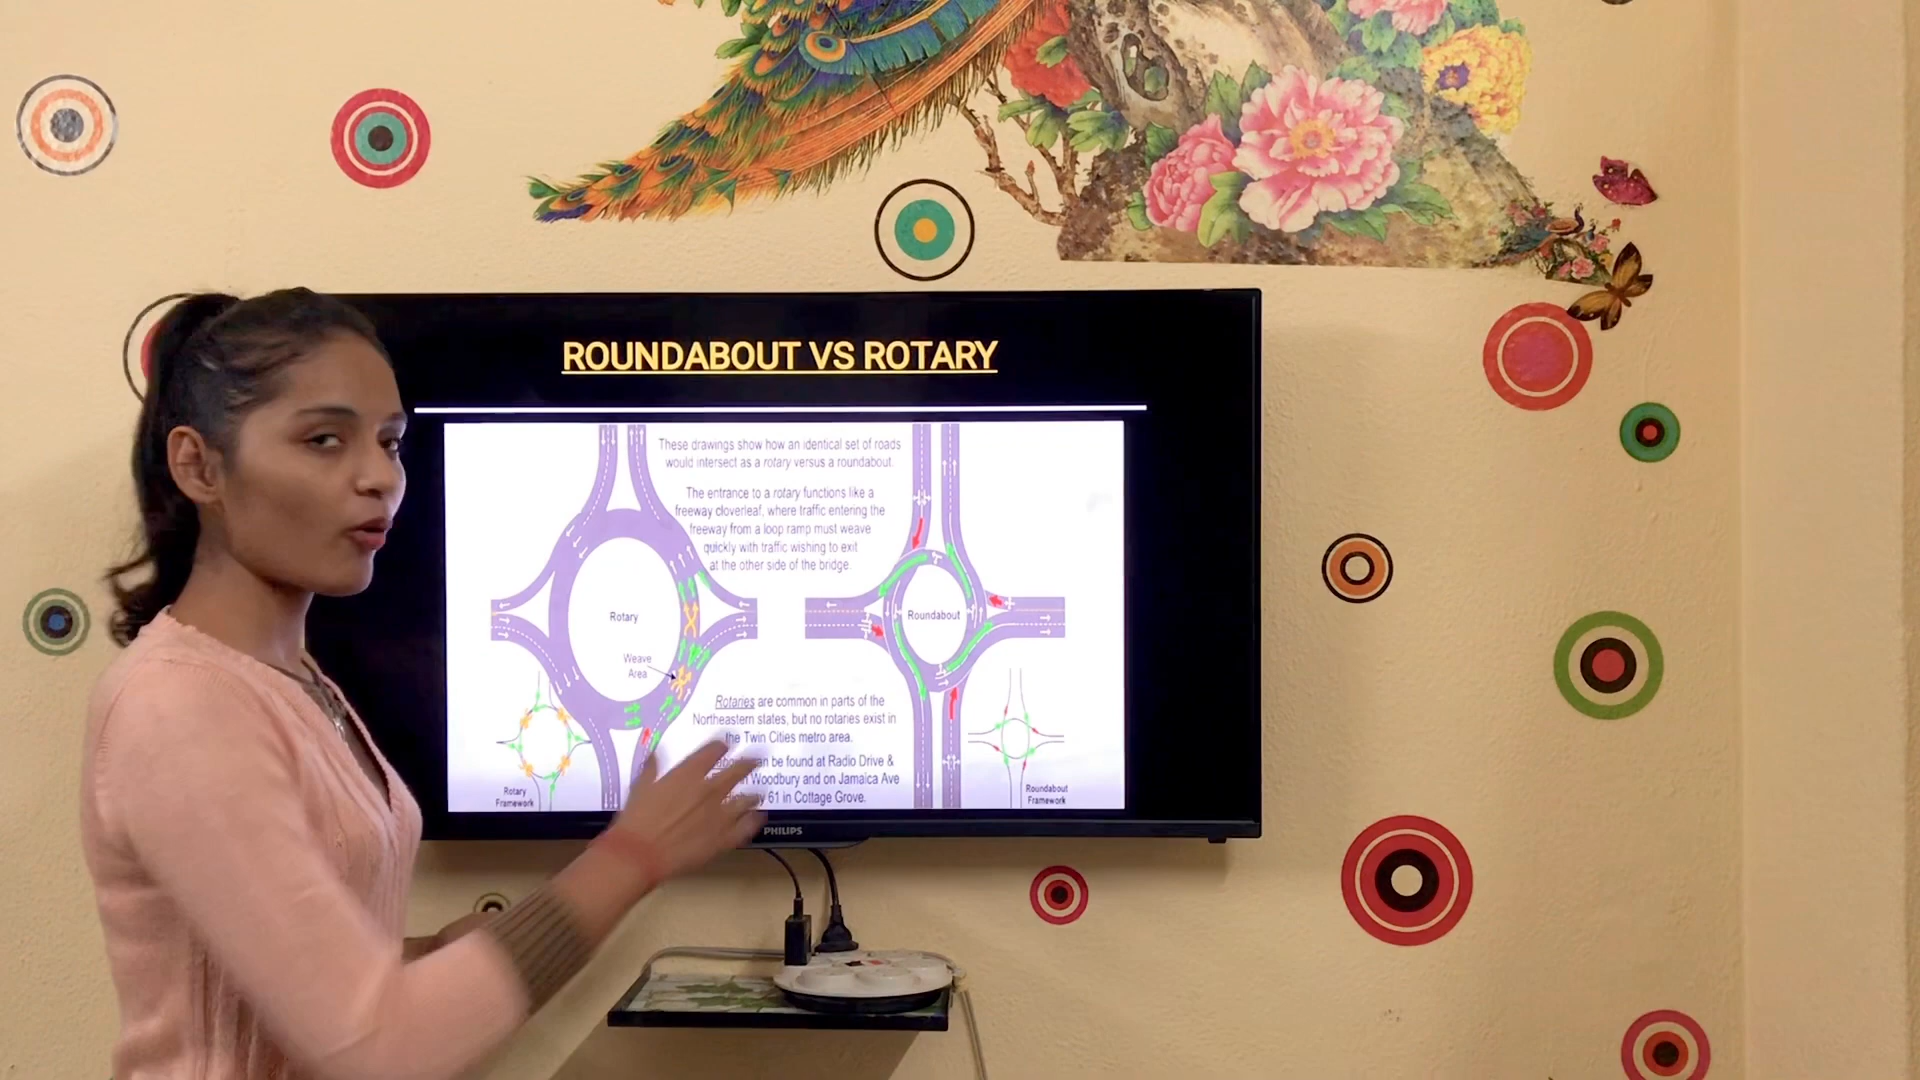 ROUNDABOUT VS ROTARY
These drawings show how an identical set of roads
would intersect as a rotary versus a roundabout.
The entrance to a rotary functions like a
freeway cloverleaf, where traffic entering the
freeway from a loop ramp must weave
quickly with traffic wishing to exit
at the other side of the bridge.
Rotary
Roundabout
Weave
Area
Rotaries are common in parts of the
Northeastern states, but no rotaries exist in
the Twin Cities metro area.
can be found at Radio Drive &
Woodbury and on Jamaica Ave
61 in Cottage Grove.
Rotary
Framework
Roundabout
Framework
PHILIPS